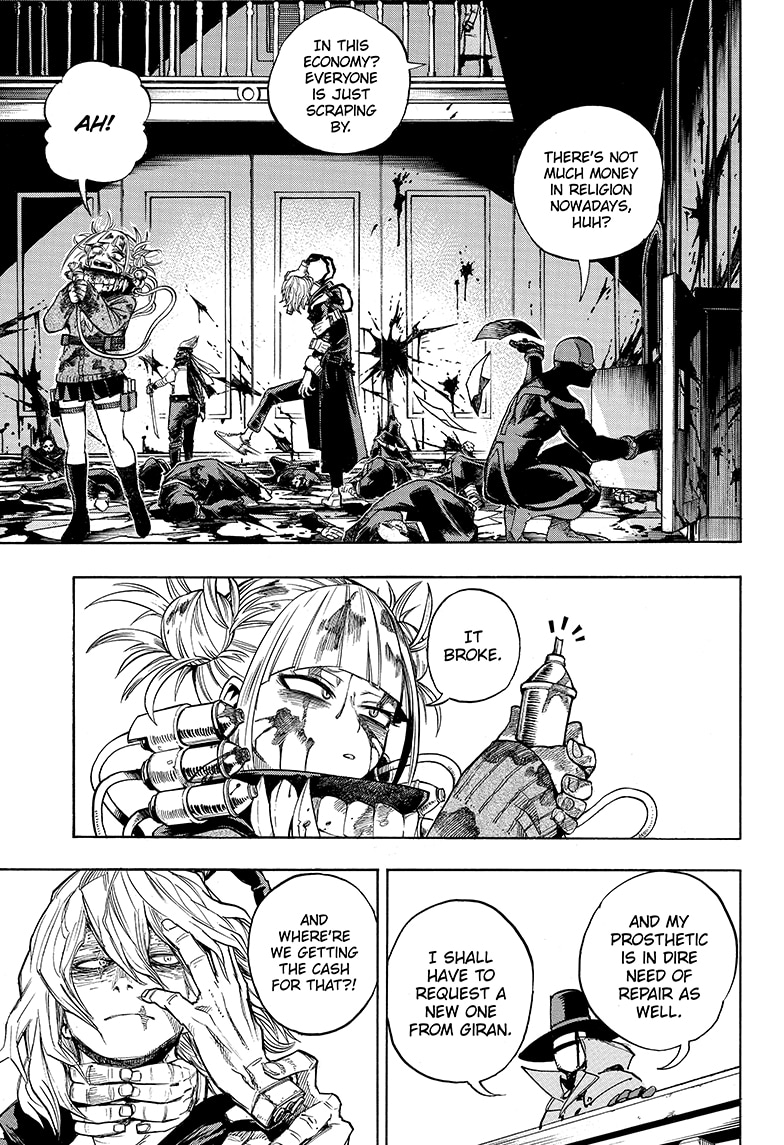 THERE'S NOT
MUCH MONEY
IN RELIGION
NOWADAYS,
HUH?
IN THIS
ECONOMY?
EVERYONE
IS JUST
SCRAPING
BY.
AH!
IT
BROKE.
AND MY
PROSTHETIC
IS IN DIRE
NEED OF
REPAIR AS
WELL.
I SHALL
HAVE TO
REQUEST A
NEW ONE
FROM GIRAN.
AND
WHERE'RE
WE GETTING
THE CASH
FOR THAT?!